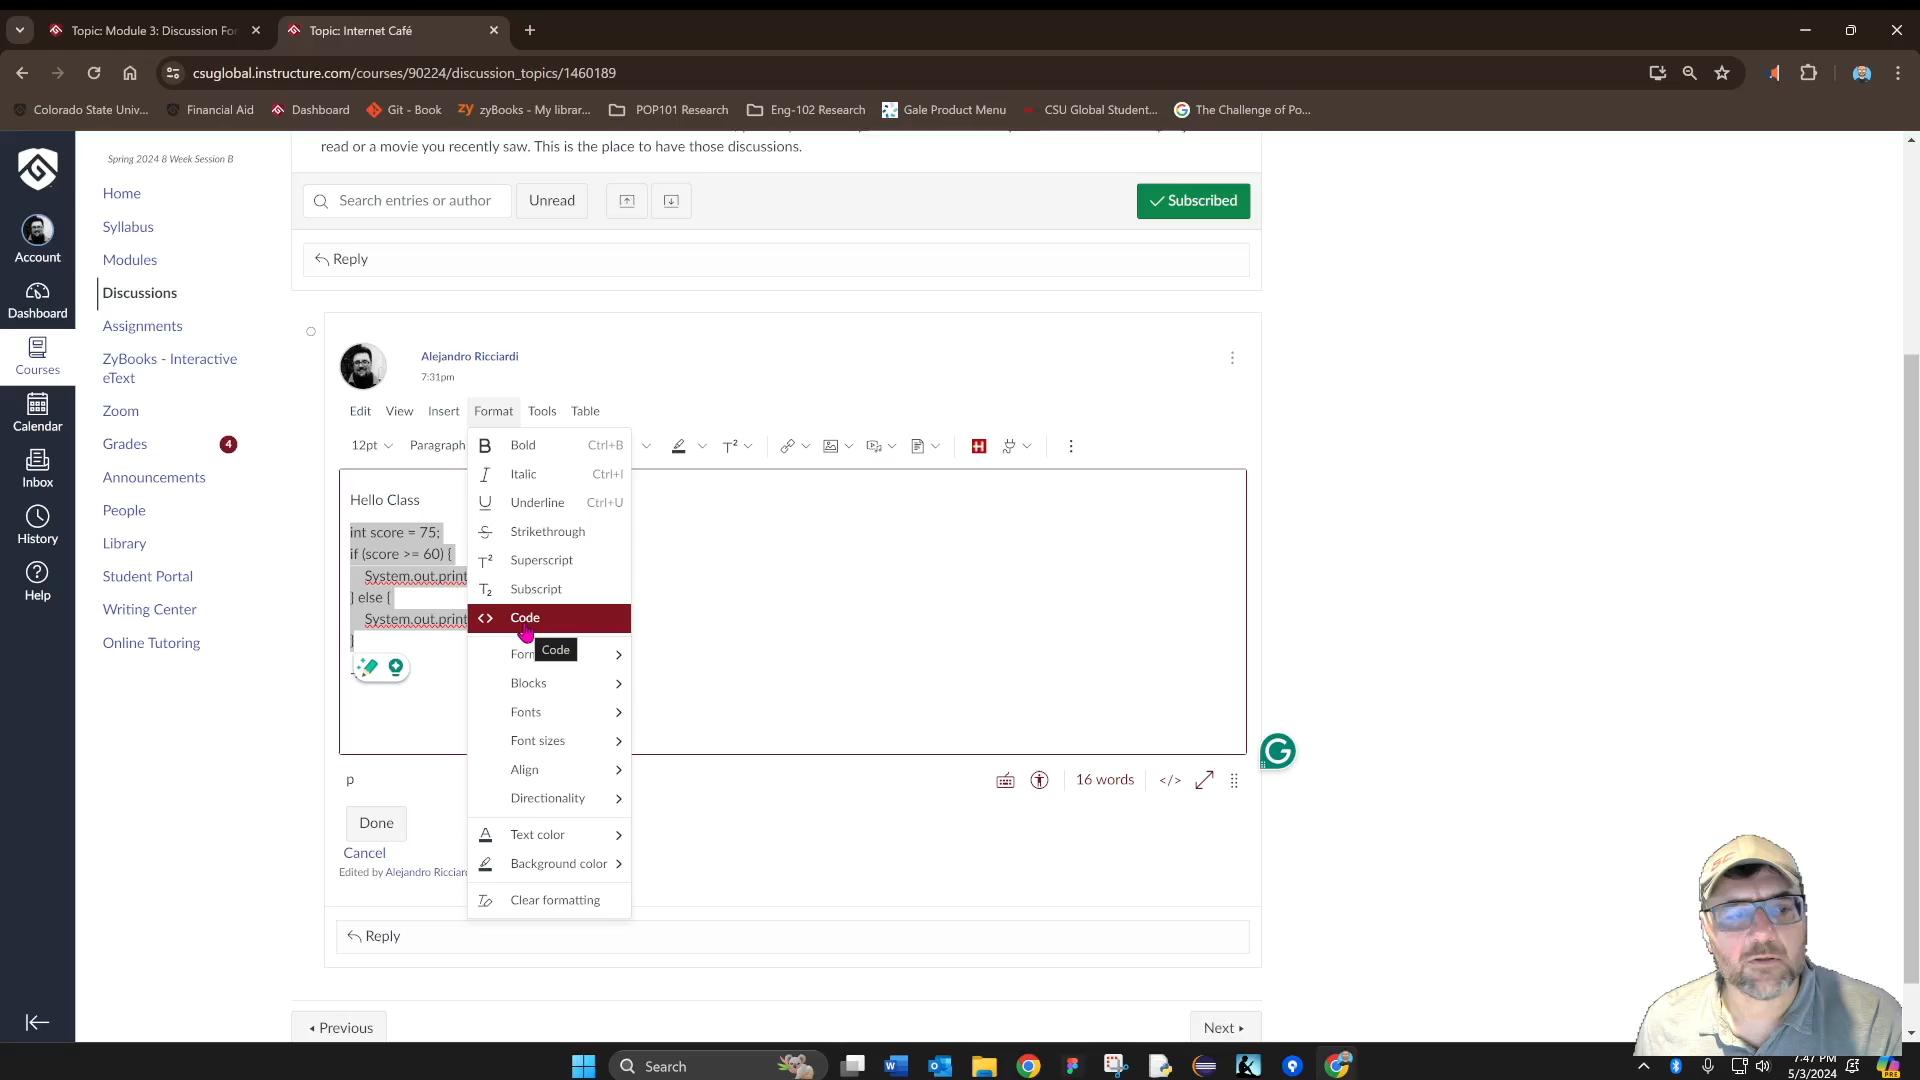 Topic: Module 3: Discussion For
Topic: Internet Café
csuglobal.instructure.com/courses/90224/discussion_topics/1460189
Colorado State Univ...
Financial Aid
Dashboard
Git - Book
zyBooks - My librar...
POP101 Research
Eng-102 Research
Gale Product Menu
CSU Global Student...
The Challenge of Po...
Account
Dashboard
Courses
Calendar
Inbox
History
Help
Spring 2024 8 Week Session B
Home
Syllabus
Modules
Discussions
Assignments
ZyBooks - Interactive
eText
Zoom
Grades 4
Announcements
People
Library
Student Portal
Writing Center
Online Tutoring
read or a movie you recently saw. This is the place to have those discussions.
Search entries or author
Unread
Subscribed
Reply
Alejandro Ricciardi
7:31pm
Edit View Insert Format Tools Table
12pt Paragraph
Hello Class
int score = 75;
if (score >= 60) {
System.out.print
} else {
System.out.print
}
Bold Ctrl+B
Italic Ctrl+I
Underline Ctrl+U
Strikethrough
Superscript
Subscript
Code
Code
Form
Blocks
Fonts
Font sizes
Align
Directionality
Text color
Background color
Clear formatting
p
16 words
</>
Done
Cancel
Edited by Alejandro Ricciard
Reply
Previous
Next
Search
7:47 PM
5/3/2024